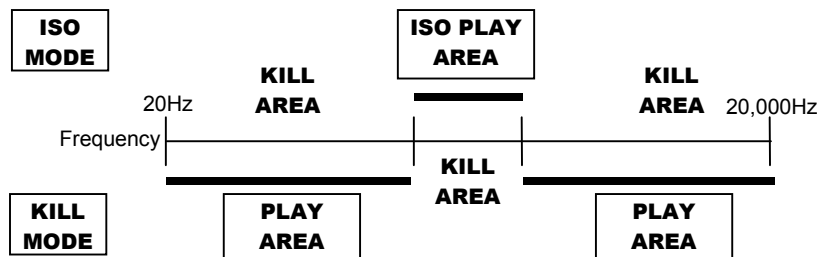 ISO
MODE
ISO PLAY
AREA
KILL
AREA
KILL
AREA
20Hz
20,000Hz
Frequency
KILL
AREA
KILL
MODE
PLAY
AREA
PLAY
AREA